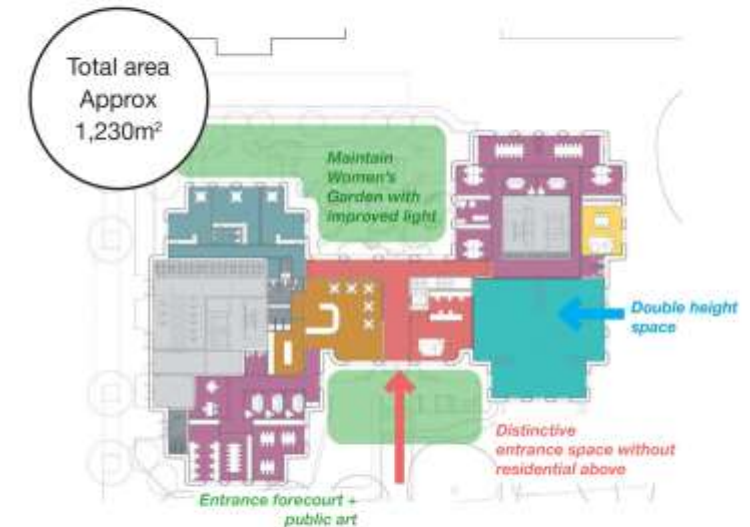 Total area
Approx
1,230m²
Maintain
Women's
Garden with
improved light
Double height
space
Distinctive
entrance space without
residential above
Entrance forecourt +
public art